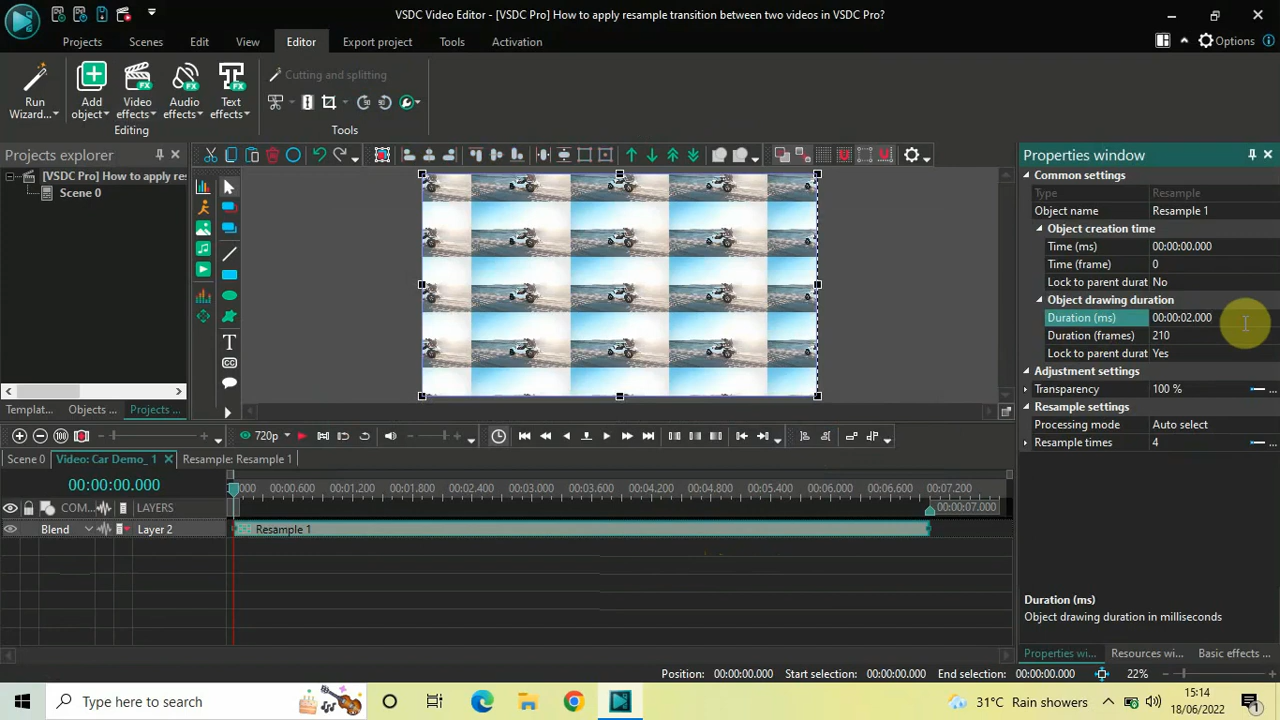 VSDC Video Editor - [VSDC Pro] How to apply resample transition between two videos in VSDC Pro?
Projects Scenes Edit View Editor Export project Tools Activation Options
Run Wizard... Add object Video effects Audio effects Text effects Cutting and splitting
Editing Tools
Projects explorer
[VSDC Pro] How to apply res
Scene 0
Templat... Objects ... Projects ...
Properties window
Common settings
Type Resample
Object name Resample 1
Object creation time
Time (ms) 00:00:00.000
Time (frame) 0
Lock to parent durat No
Object drawing duration
Duration (ms) 00:00:02.000
Duration (frames) 210
Lock to parent durat Yes
Adjustment settings
Transparency 100 %
Resample settings
Processing mode Auto select
Resample times 4
Duration (ms)
Object drawing duration in milliseconds
Properties wi... Resources wi... Basic effects ...
720p
Scene 0 Video: Car Demo_ 1 Resample: Resample 1
00:00:00.000
000 00:00.600 00:01.200 00:01.800 00:02.400 00:03.000 00:03.600 00:04.200 00:04.800 00:05.400 00:06.000 00:06.600 00:07.200
00:00:07.000
COM... LAYERS
Blend Layer 2 Resample 1
Position: 00:00:00.000 Start selection: 00:00:00.000 End selection: 00:00:00.000 22%
Type here to search
31°C Rain showers
15:14
18/06/2022
1